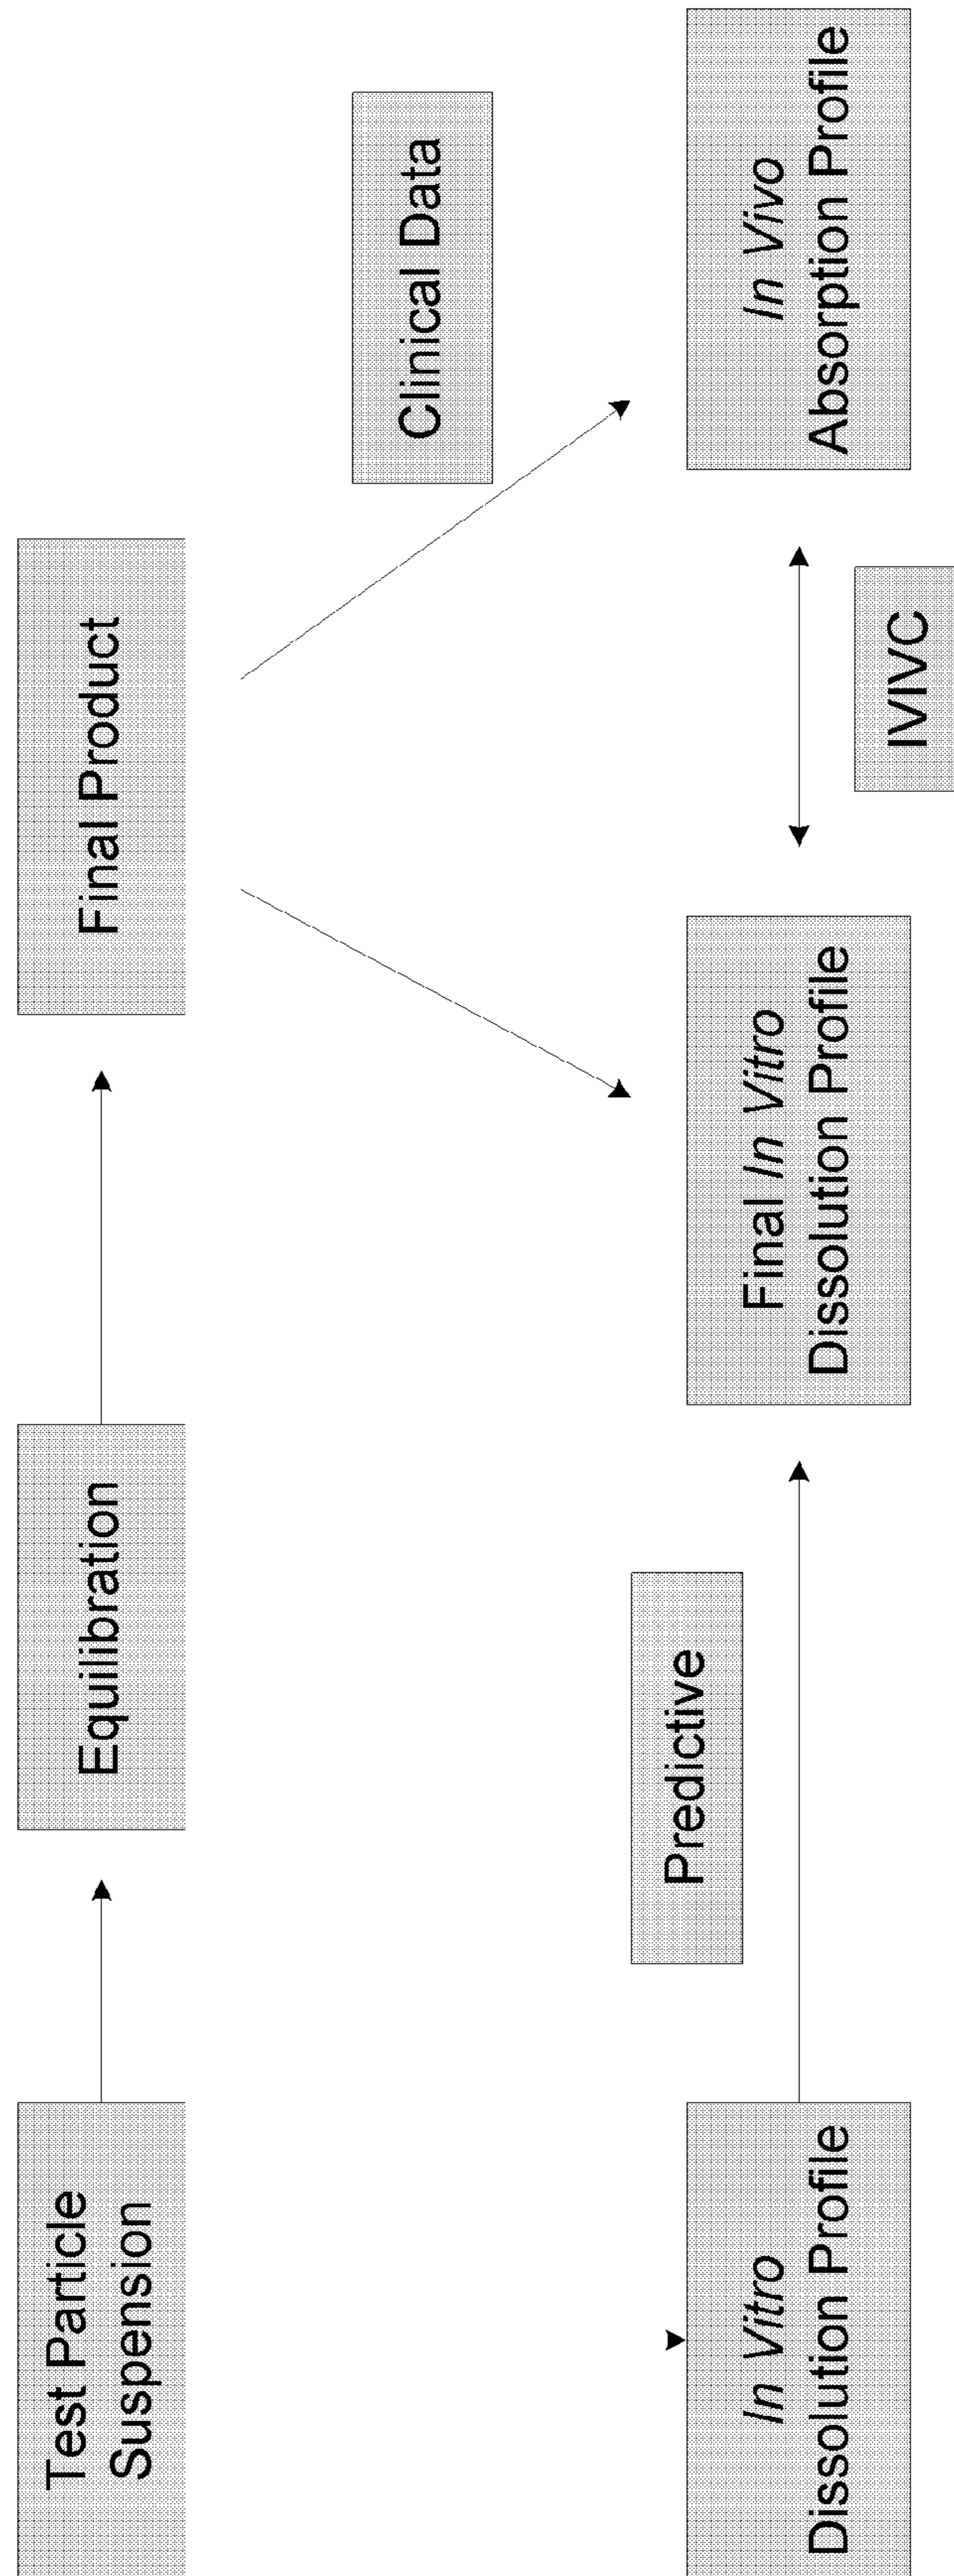 Test Particle
Suspension
Equilibration
Final Product
Clinical Data
Predictive
In Vitro
Dissolution Profile
Final In Vitro
Dissolution Profile
In Vivo
Absorption Profile
IVIVC